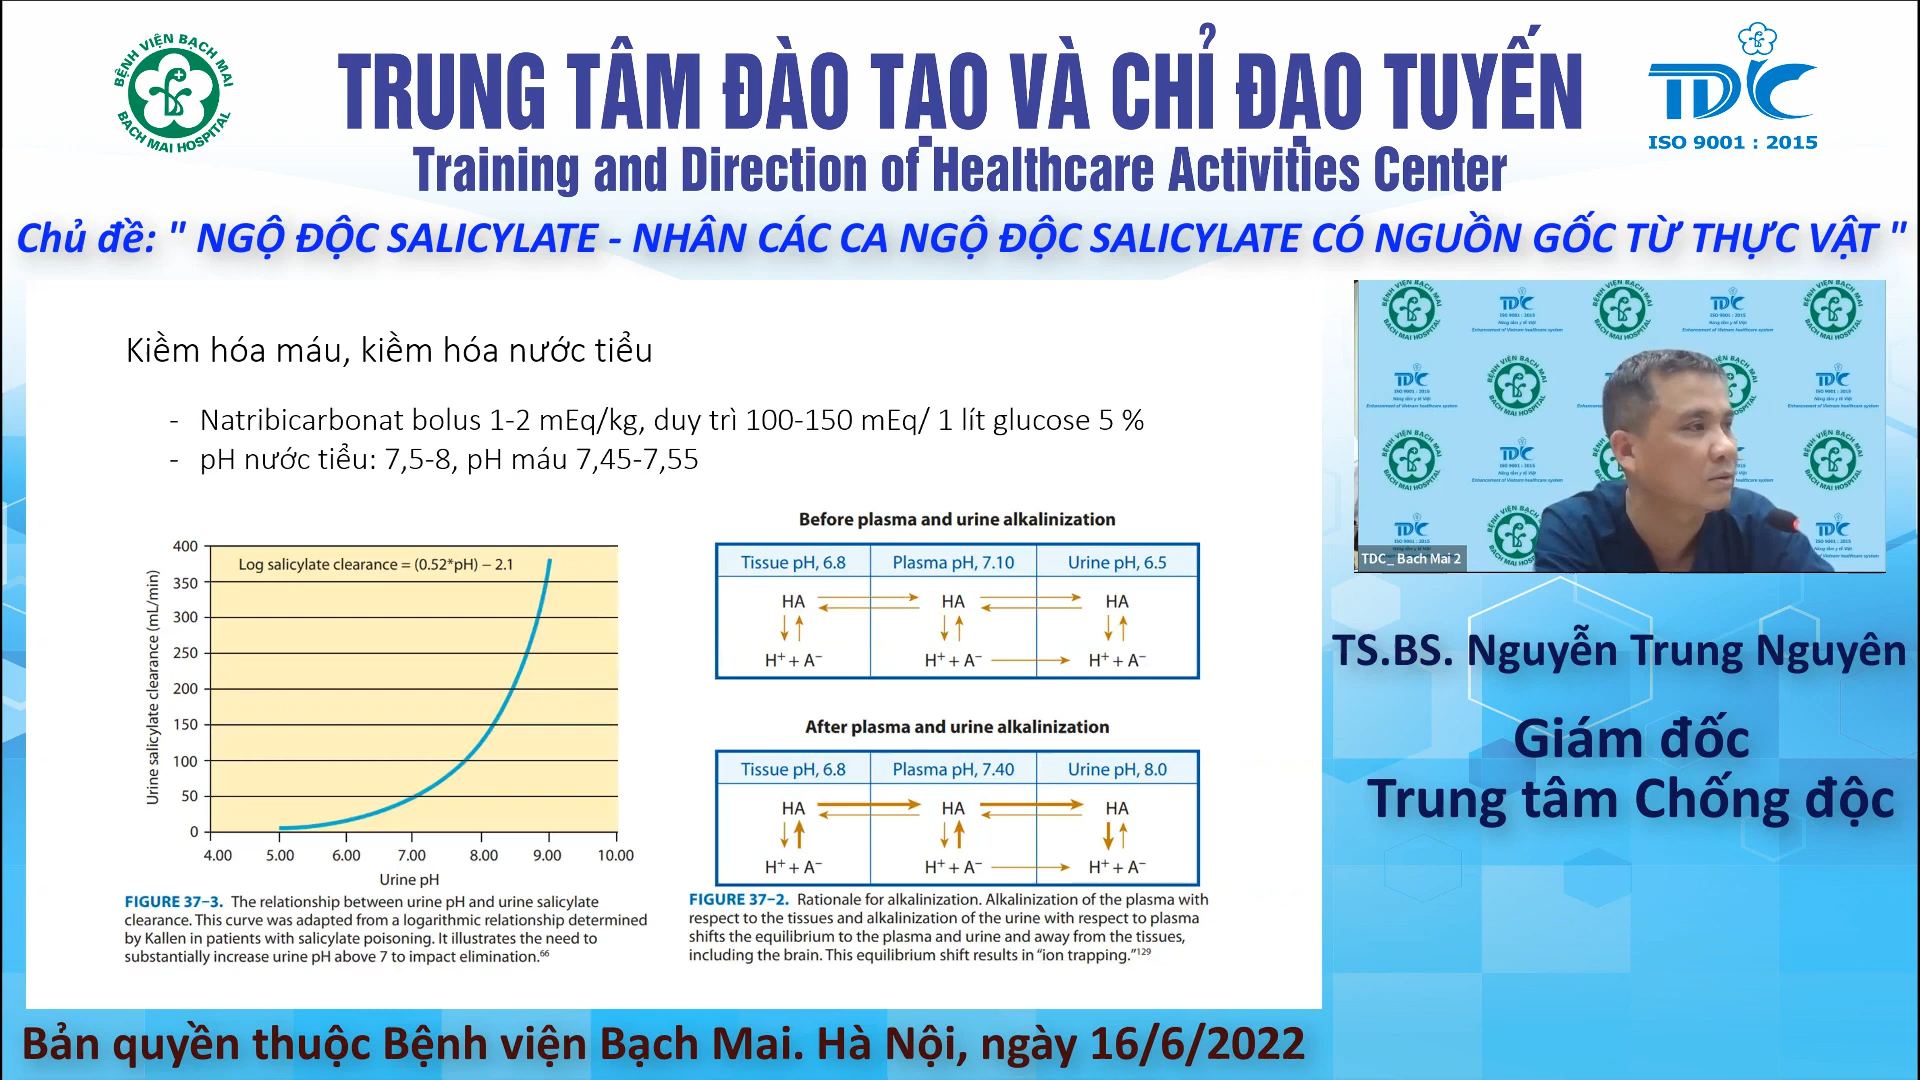 BỆNH VIỆN BẠCH MAI
BACH MAI HOSPITAL
TRUNG TÂM ĐÀO TẠO VÀ CHỈ ĐẠO TUYẾN
Training and Direction of Healthcare Activities Center
TDC
ISO 9001 : 2015
Chủ đề: " NGỘ ĐỘC SALICYLATE - NHÂN CÁC CA NGỘ ĐỘC SALICYLATE CÓ NGUỒN GỐC TỪ THỰC VẬT "
Kiềm hóa máu, kiềm hóa nước tiểu
- Natribicarbonat bolus 1-2 mEq/kg, duy trì 100-150 mEq/ 1 lít glucose 5 %
- pH nước tiểu: 7,5-8, pH máu 7,45-7,55
Log salicylate clearance = (0.52*pH) – 2.1
Urine salicylate clearance (mL/min)
400
350
300
250
200
150
100
50
0
4.00 5.00 6.00 7.00 8.00 9.00 10.00
Urine pH
FIGURE 37–3. The relationship between urine pH and urine salicylate
clearance. This curve was adapted from a logarithmic relationship determined
by Kallen in patients with salicylate poisoning. It illustrates the need to
substantially increase urine pH above 7 to impact elimination.66
Before plasma and urine alkalinization
Tissue pH, 6.8 Plasma pH, 7.10 Urine pH, 6.5
HA HA HA
H+ + A– H+ + A– H+ + A–
After plasma and urine alkalinization
Tissue pH, 6.8 Plasma pH, 7.40 Urine pH, 8.0
HA HA HA
H+ + A– H+ + A– H+ + A–
FIGURE 37–2. Rationale for alkalinization. Alkalinization of the plasma with
respect to the tissues and alkalinization of the urine with respect to plasma
shifts the equilibrium to the plasma and urine and away from the tissues,
including the brain. This equilibrium shift results in “ion trapping.”129
TDC_ Bach Mai 2
TS.BS. Nguyễn Trung Nguyên
Giám đốc
Trung tâm Chống độc
Bản quyền thuộc Bệnh viện Bạch Mai. Hà Nội, ngày 16/6/2022